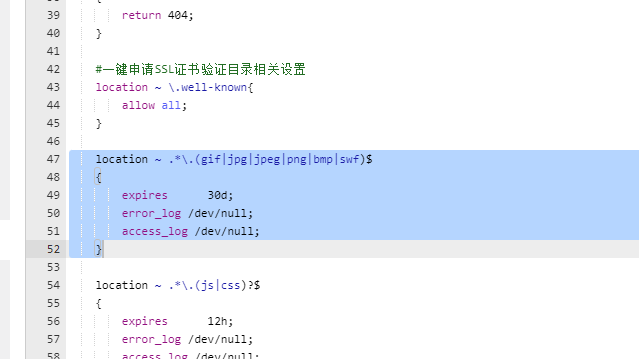 38 {
39 return 404;
40 }
41
42 #一键申请SSL证书验证目录相关设置
43 location ~ \.well-known{
44 allow all;
45 }
46
47 location ~ .*\.(gif|jpg|jpeg|png|bmp|swf)$
48 {
49 expires      30d;
50 error_log /dev/null;
51 access_log /dev/null;
52 }
53
54 location ~ .*\.(js|css)?$
55 {
56 expires      12h;
57 error_log /dev/null;
58 access_log /dev/null;